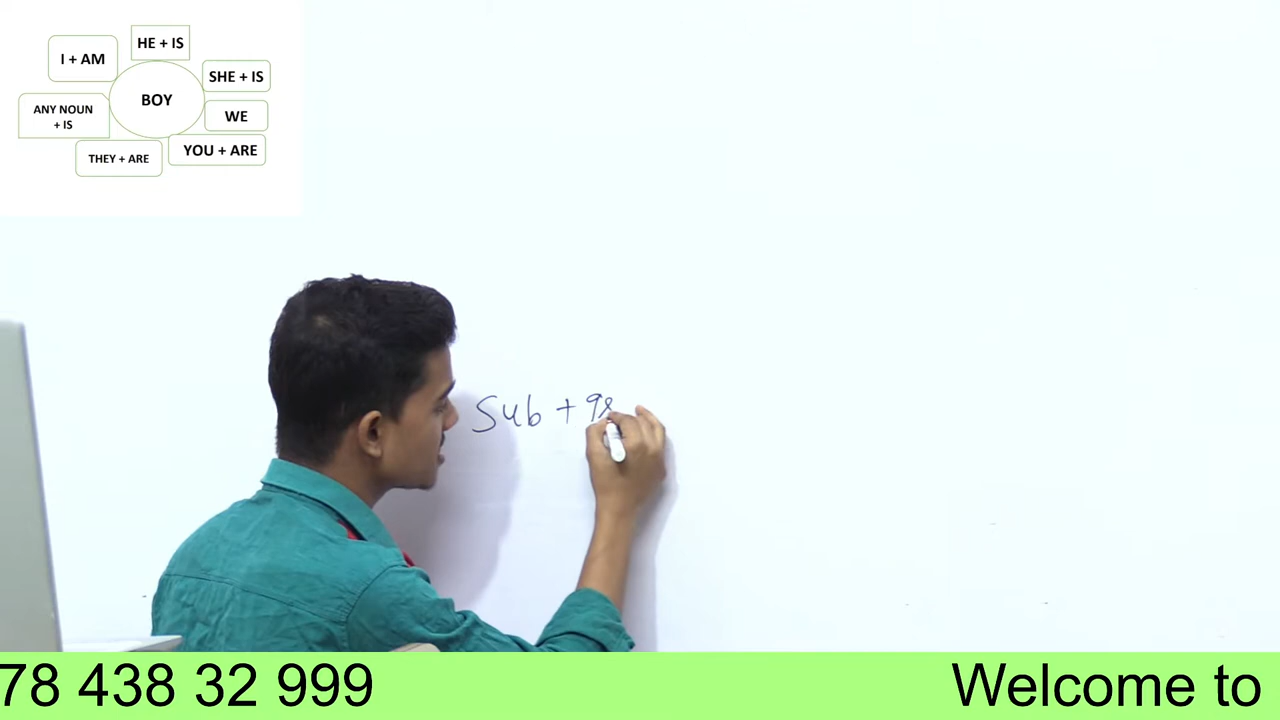 HE + IS
I + AM
SHE + IS
BOY
ANY NOUN
+ IS
WE
YOU + ARE
THEY + ARE
Sub +
78 438 32 999
Welcome to